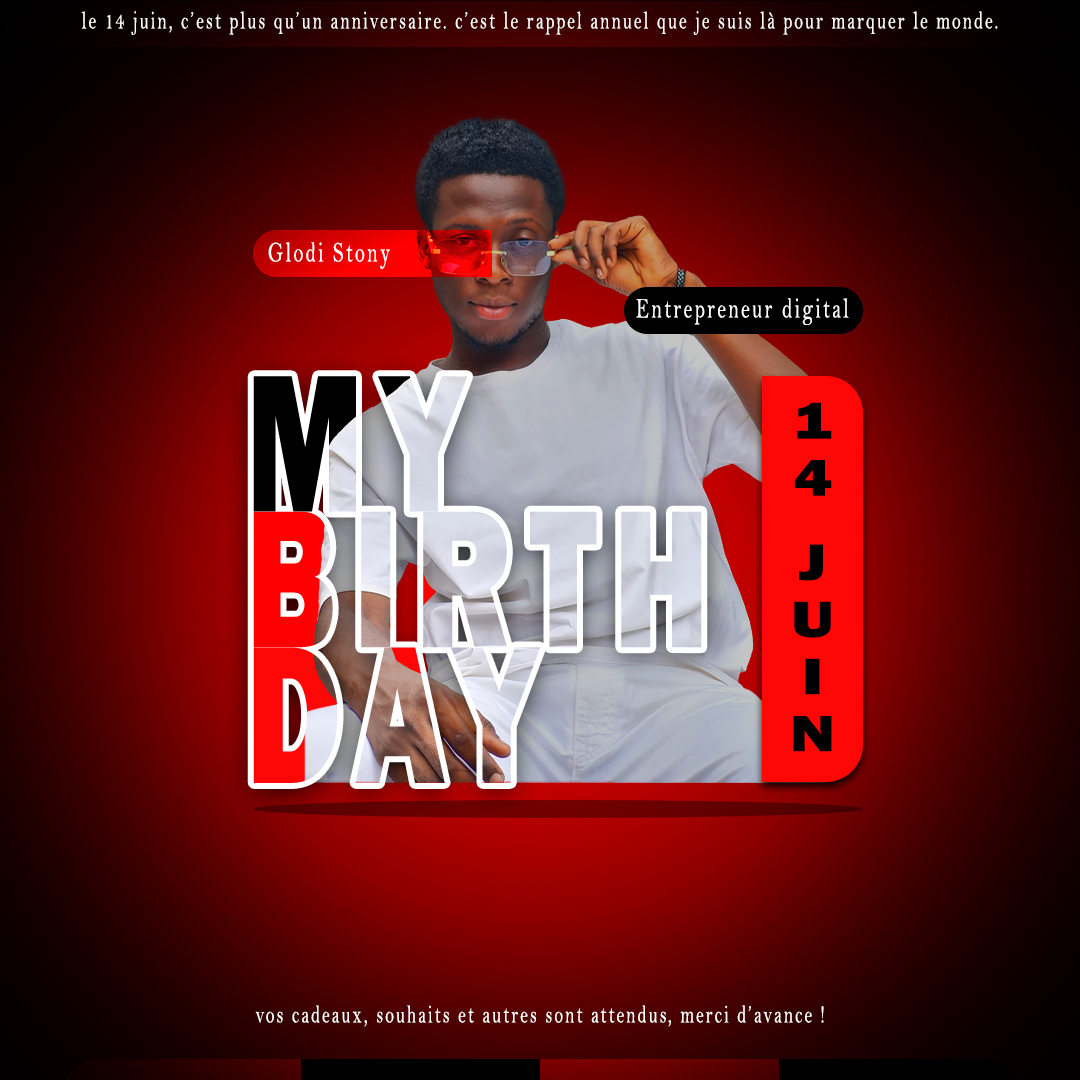 le 14 juin, c’est plus qu’un anniversaire. c’est le rappel annuel que je suis là pour marquer le monde.
Glodi Stony
Entrepreneur digital
MY
BIRTH
DAY
14 JUIN
vos cadeaux, souhaits et autres sont attendus, merci d’avance !